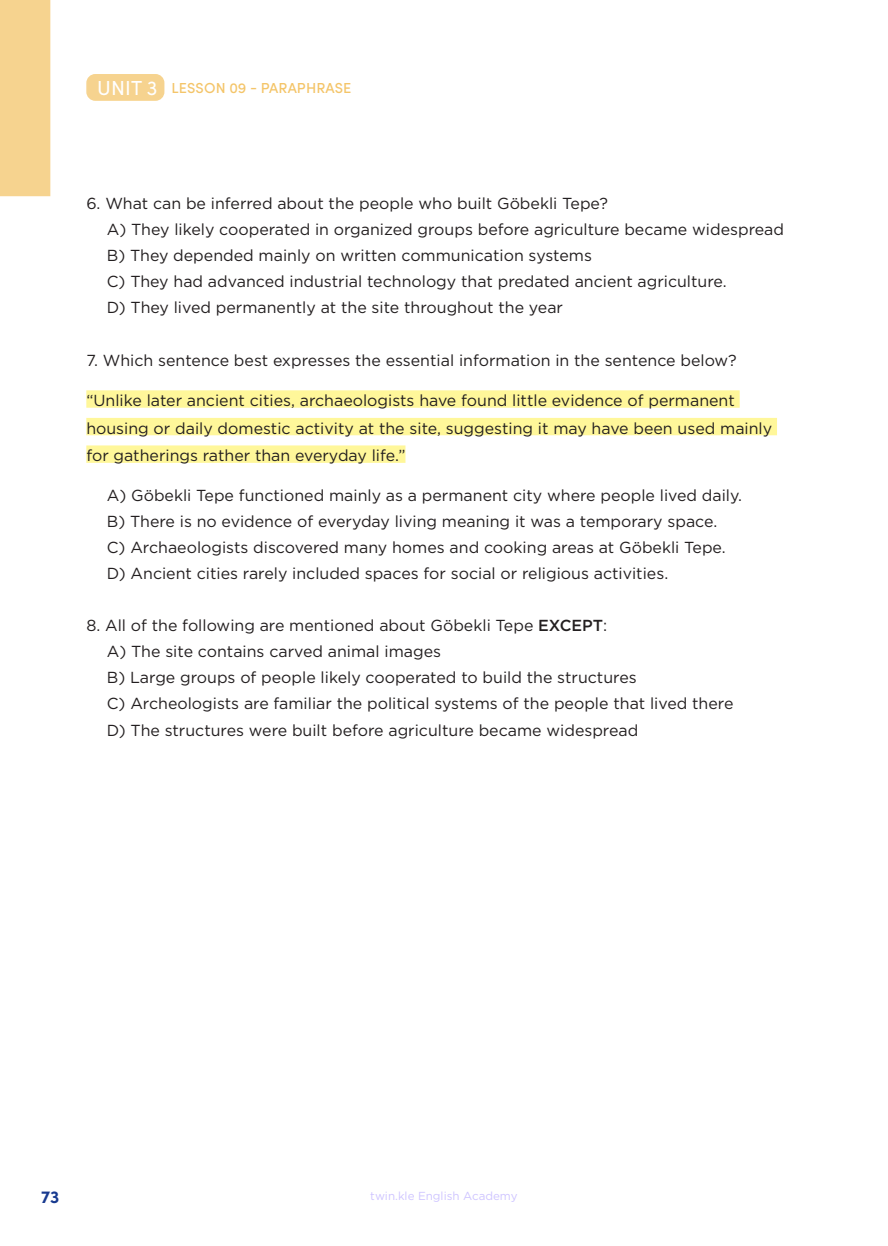 UNIT 3 LESSON 09 - PARAPHRASE
6. What can be inferred about the people who built Göbekli Tepe?
A) They likely cooperated in organized groups before agriculture became widespread
B) They depended mainly on written communication systems
C) They had advanced industrial technology that predated ancient agriculture.
D) They lived permanently at the site throughout the year
7. Which sentence best expresses the essential information in the sentence below?
“Unlike later ancient cities, archaeologists have found little evidence of permanent
housing or daily domestic activity at the site, suggesting it may have been used mainly
for gatherings rather than everyday life.”
A) Göbekli Tepe functioned mainly as a permanent city where people lived daily.
B) There is no evidence of everyday living meaning it was a temporary space.
C) Archaeologists discovered many homes and cooking areas at Göbekli Tepe.
D) Ancient cities rarely included spaces for social or religious activities.
8. All of the following are mentioned about Göbekli Tepe EXCEPT:
A) The site contains carved animal images
B) Large groups of people likely cooperated to build the structures
C) Archeologists are familiar the political systems of the people that lived there
D) The structures were built before agriculture became widespread
73
twin.kle English Academy